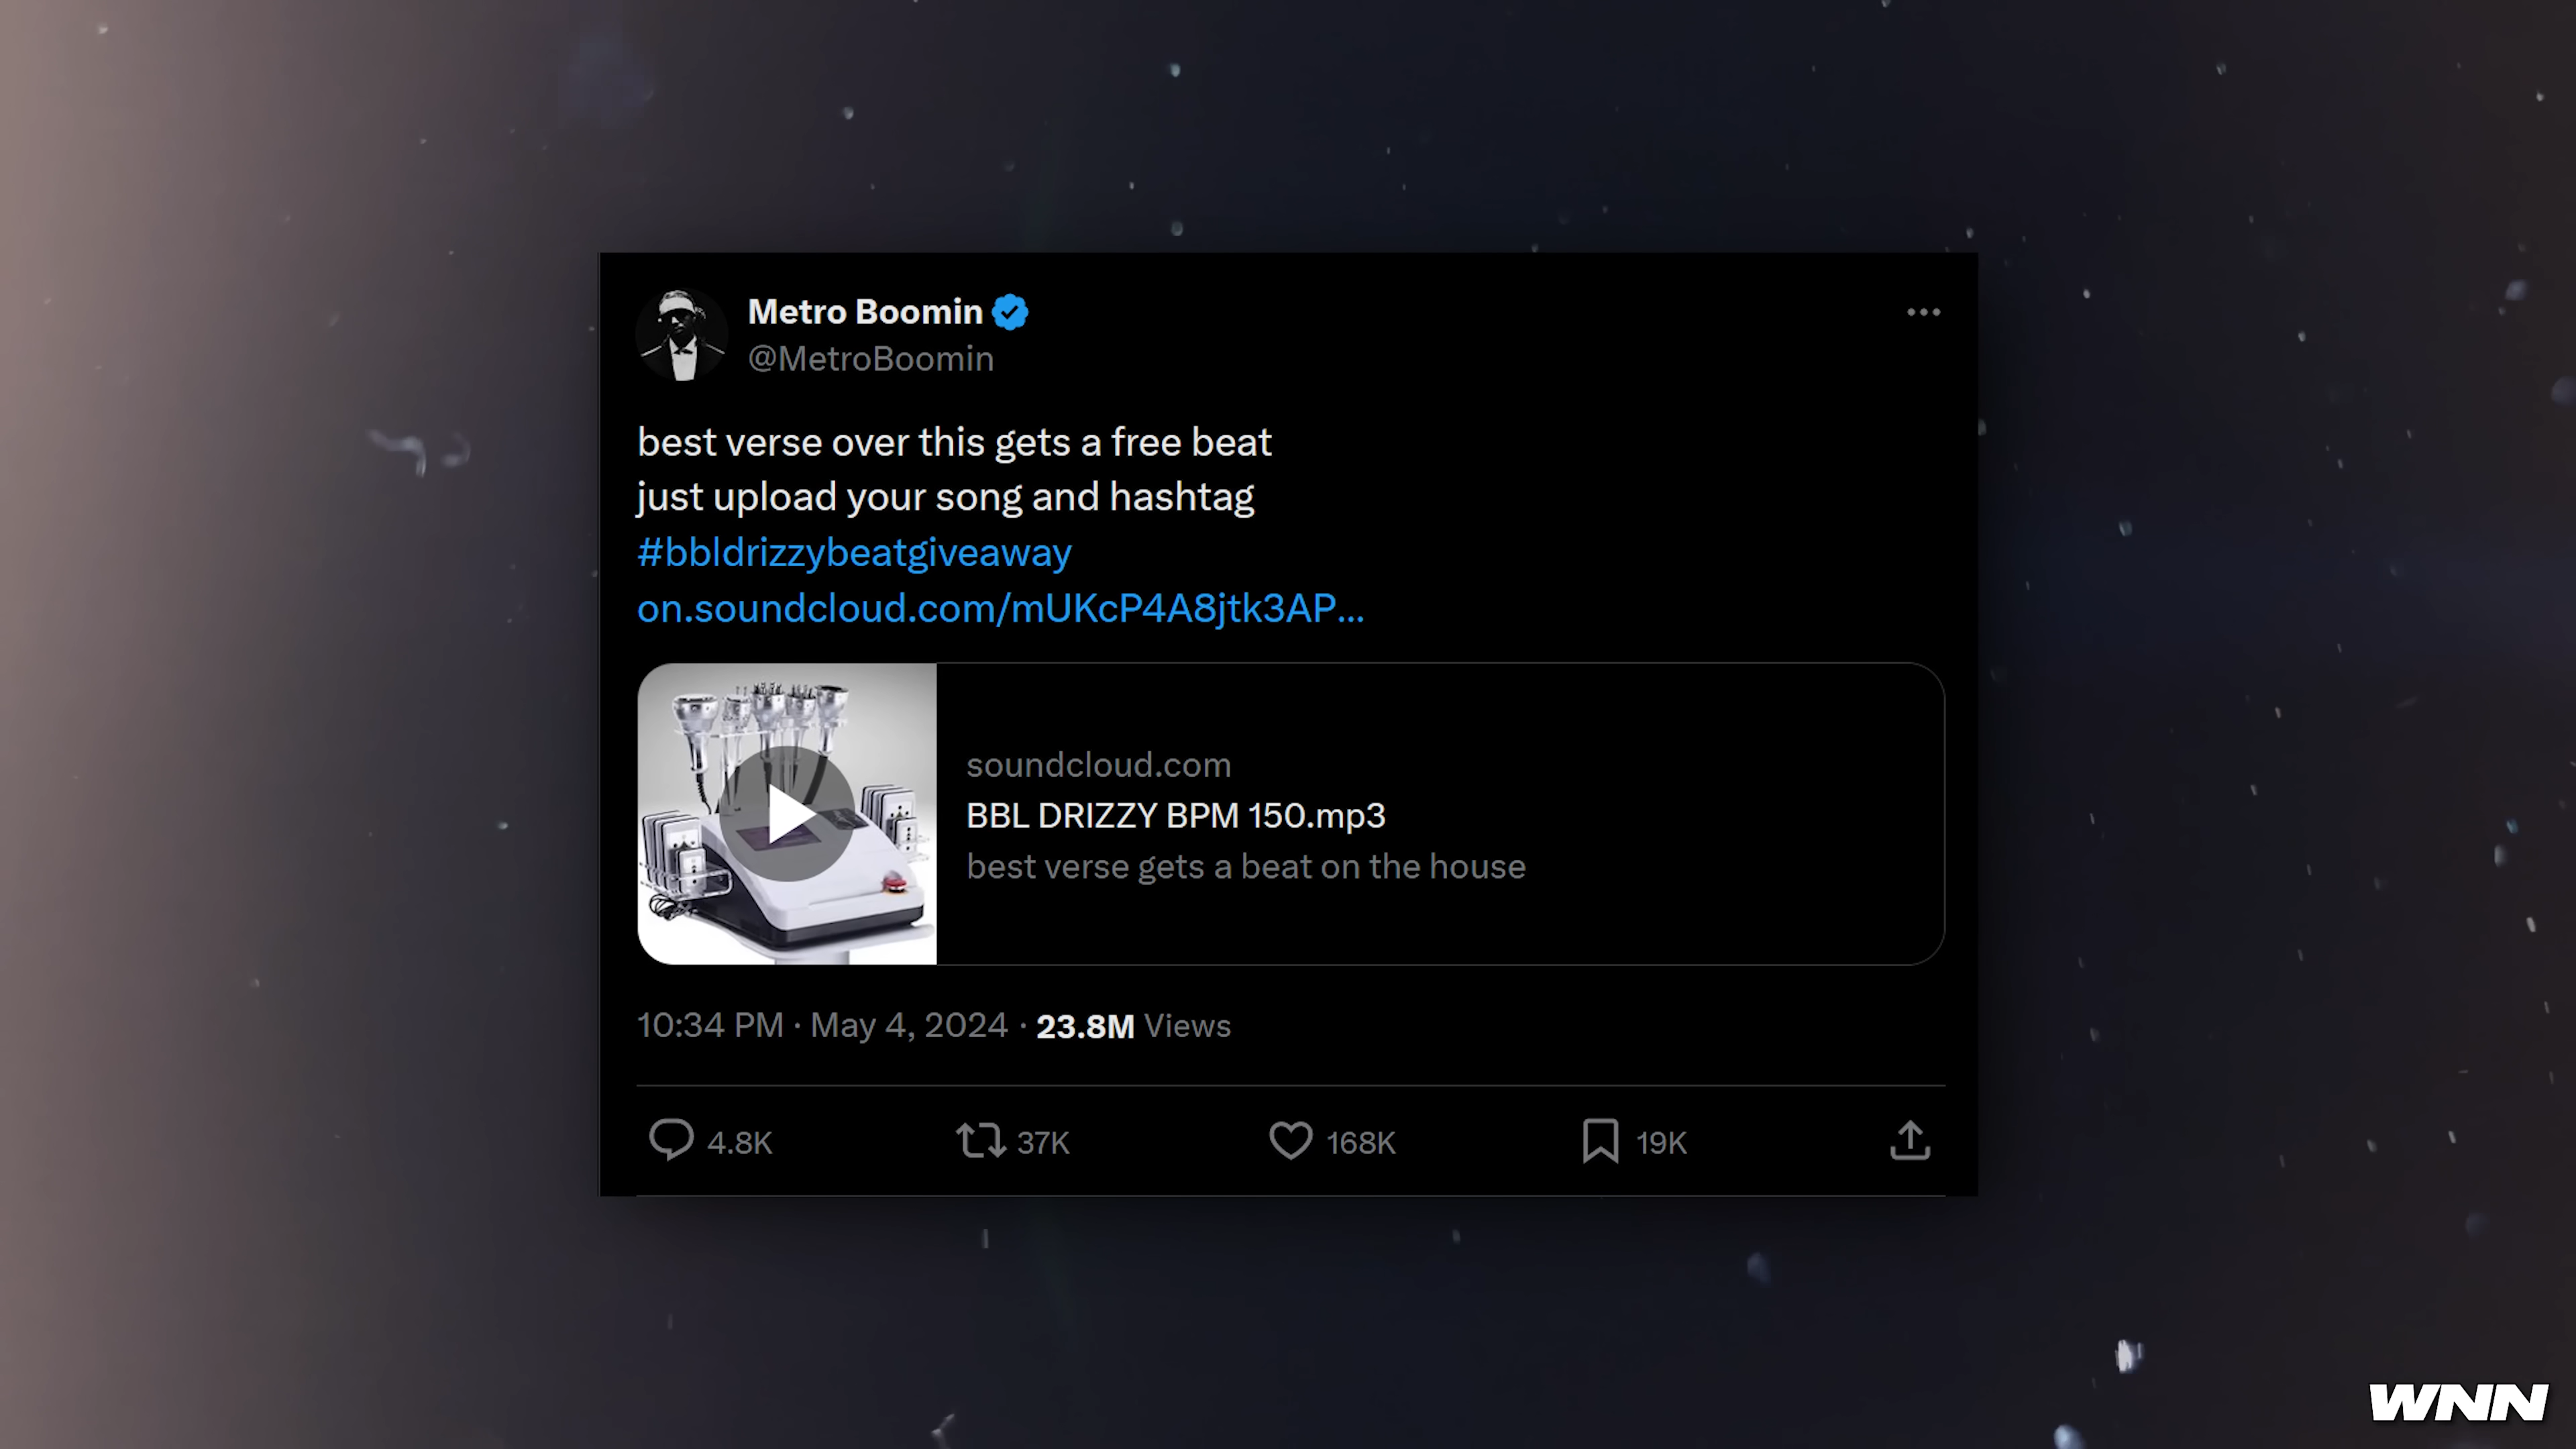 Metro Boomin
@MetroBoomin
best verse over this gets a free beat
just upload your song and hashtag
#bbldrizzybeatgiveaway
on.soundcloud.com/mUKcP4A8jtk3AP...
soundcloud.com
BBL DRIZZY BPM 150.mp3
best verse gets a beat on the house
10:34 PM · May 4, 2024 · 23.8M Views
4.8K 37K 168K 19K
WNN